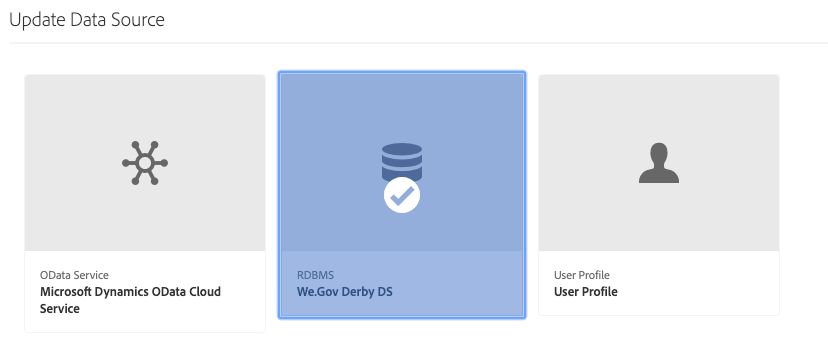 Update Data Source
OData Service
Microsoft Dynamics OData Cloud
Service
RDBMS
We.Gov Derby DS
User Profile
User Profile